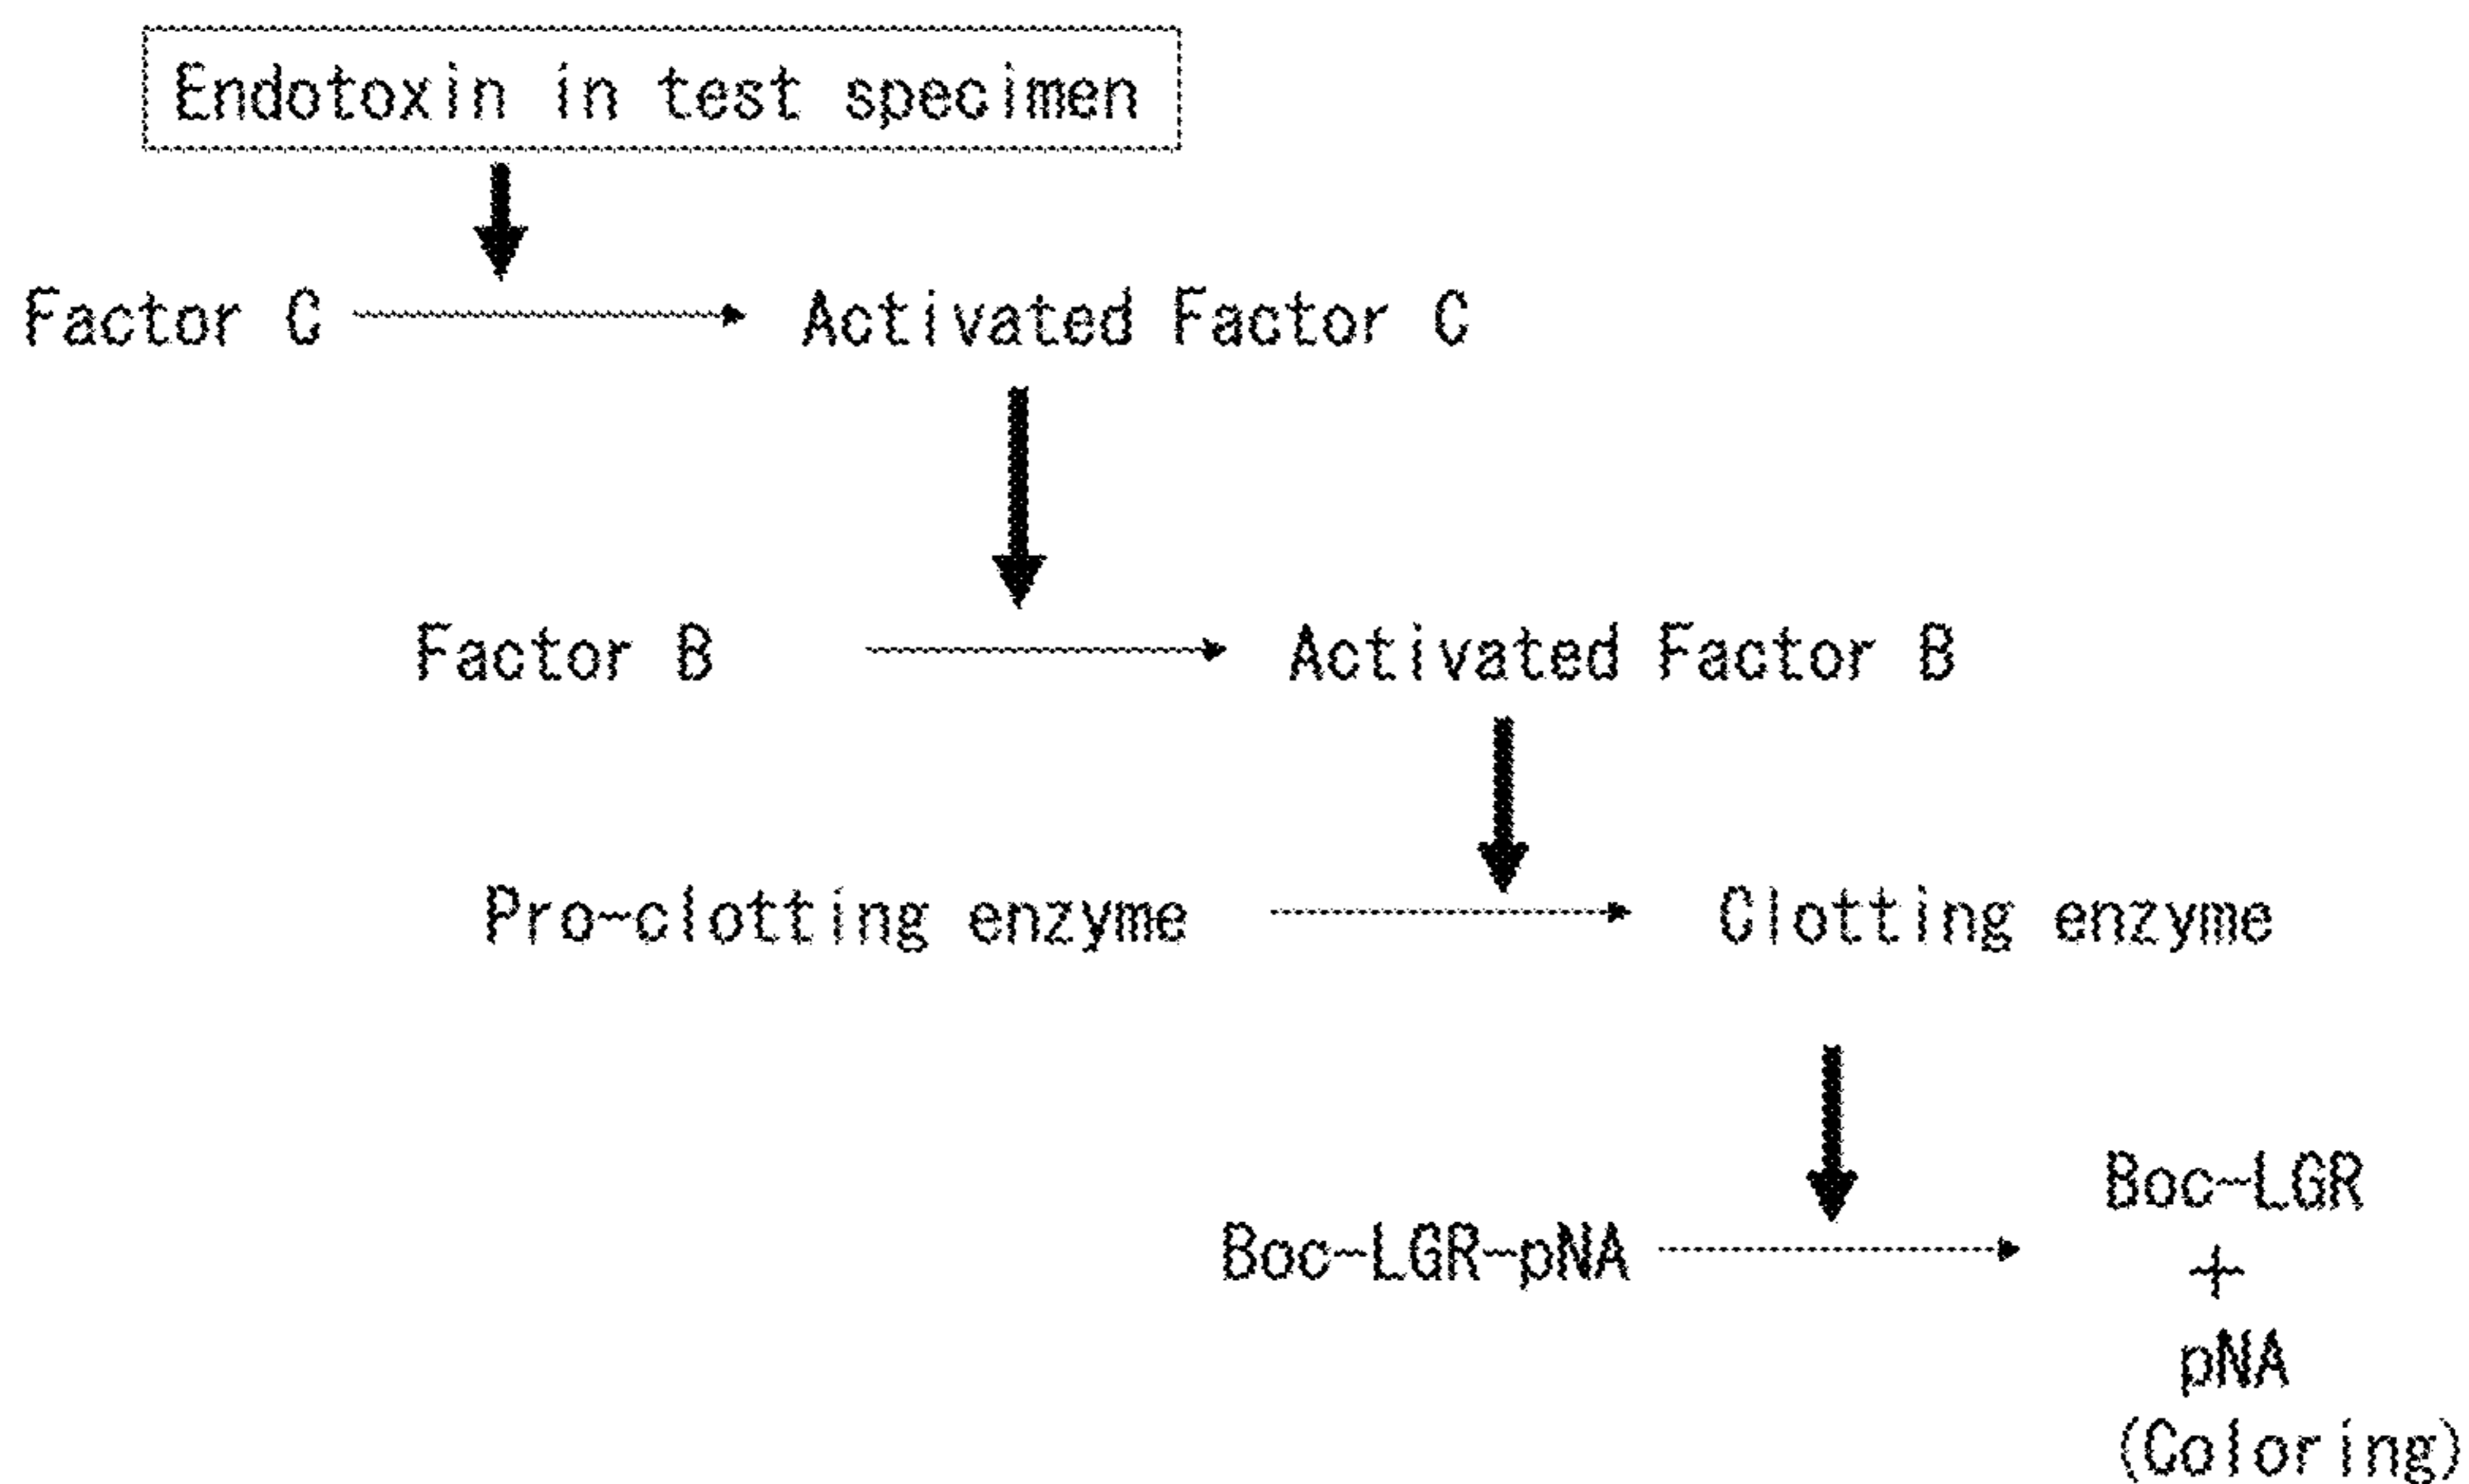 Endotoxin in test specimen
Factor C
Activated Factor C
Factor B
Activated Factor B
Pro-clotting enzyme
Clotting enzyme
Boc-LGR-pNA
Boc-LGR
+
pNA
(Coloring)